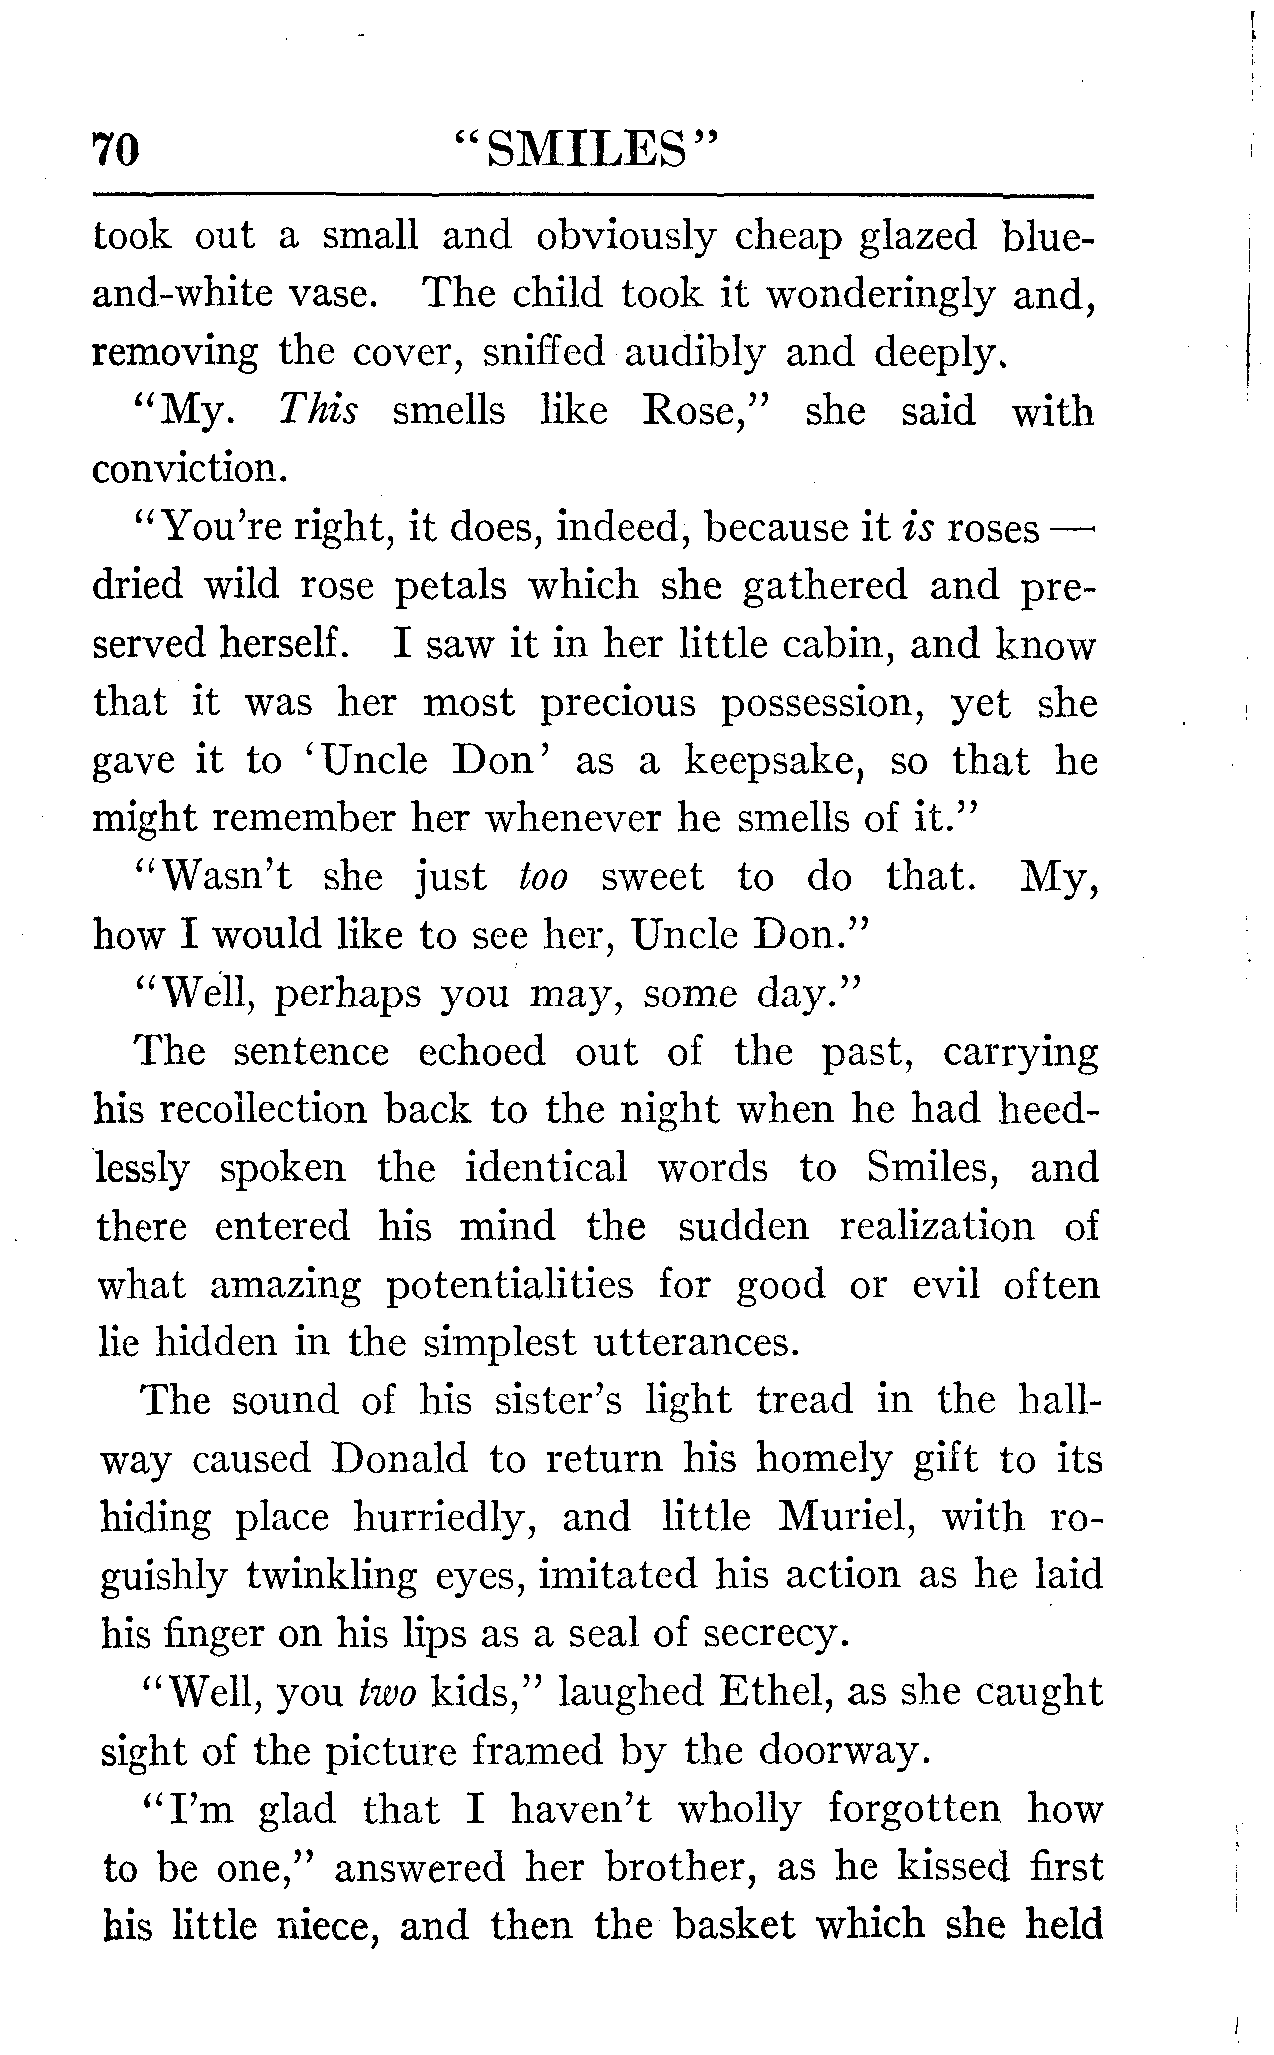 70 "SMILES"
took out a small and obviously cheap glazed blue-
and-white vase. The child took it wonderingly and,
removing the cover, sniffed audibly and deeply.
"My. This smells like Rose," she said with
conviction.
"You're right, it does, indeed, because it is roses —
dried wild rose petals which she gathered and pre-
served herself. I saw it in her little cabin, and know
that it was her most precious possession, yet she
gave it to 'Uncle Don' as a keepsake, so that he
might remember her whenever he smells of it."
"Wasn't she just too sweet to do that. My,
how I would like to see her, Uncle Don."
"Well, perhaps you may, some day."
The sentence echoed out of the past, carrying
his recollection back to the night when he had heed-
lessly spoken the identical words to Smiles, and
there entered his mind the sudden realization of
what amazing potentialities for good or evil often
lie hidden in the simplest utterances.
The sound of his sister's light tread in the hall-
way caused Donald to return his homely gift to its
hiding place hurriedly, and little Muriel, with ro-
guishly twinkling eyes, imitated his action as he laid
his finger on his lips as a seal of secrecy.
"Well, you two kids," laughed Ethel, as she caught
sight of the picture framed by the doorway.
"I'm glad that I haven't wholly forgotten how
to be one," answered her brother, as he kissed first
his little niece, and then the basket which she held